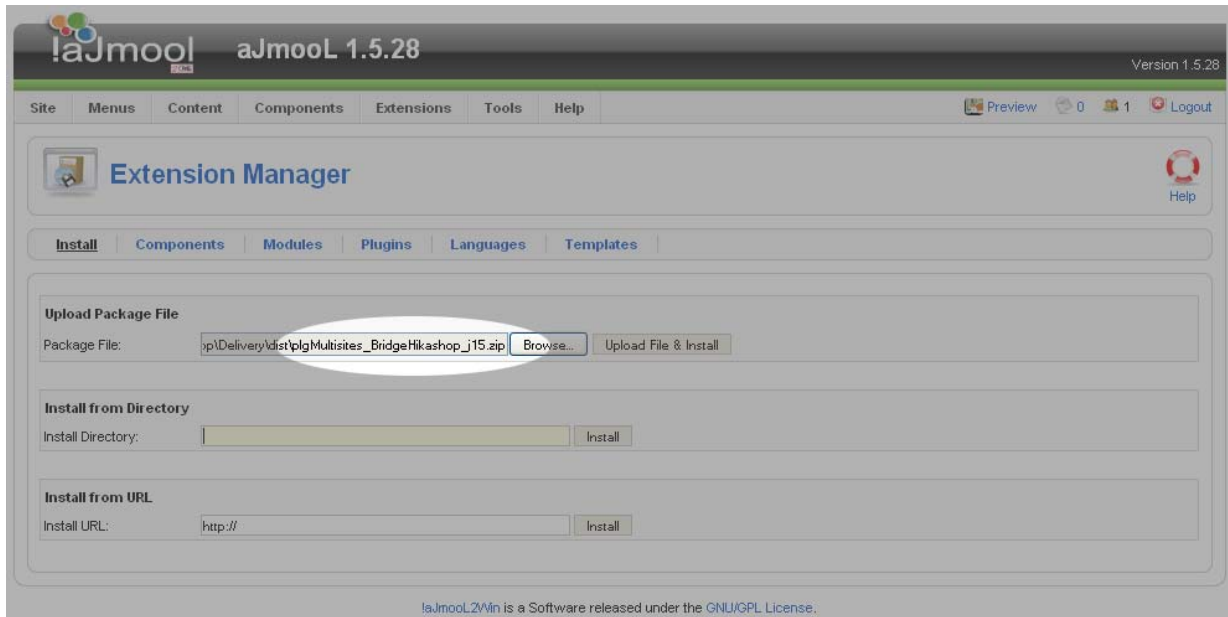 !aJmooL aJmooL 1.5.28
Version 1.5.28
Site Menus Content Components Extensions Tools Help Preview 0 1 Logout
Extension Manager
Help
Install Components Modules Plugins Languages Templates
Upload Package File
Package File: op\Delivery\dist\plgMultisites_BridgeHikashop_j15.zip Browse... Upload File & Install
Install from Directory
Install Directory: Install
Install from URL
Install URL: http:// Install
!aJmooL2Win is a Software released under the GNU/GPL License.